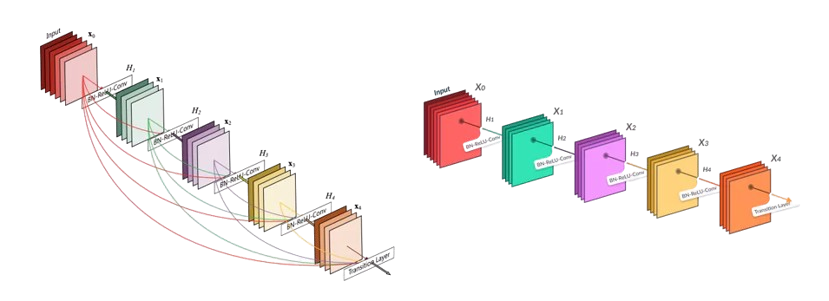 Input
x₀
H₁
BN-ReLU-Conv
x₁
H₂
BN-ReLU-Conv
x₂
H₃
BN-ReLU-Conv
x₃
H₄
BN-ReLU-Conv
x₄
Transition Layer
Input
X₀
H₁
BN-ReLU-Conv
X₁
H₂
BN-ReLU-Conv
X₂
H₃
BN-ReLU-Conv
X₃
H₄
BN-ReLU-Conv
X₄
Transition Layer